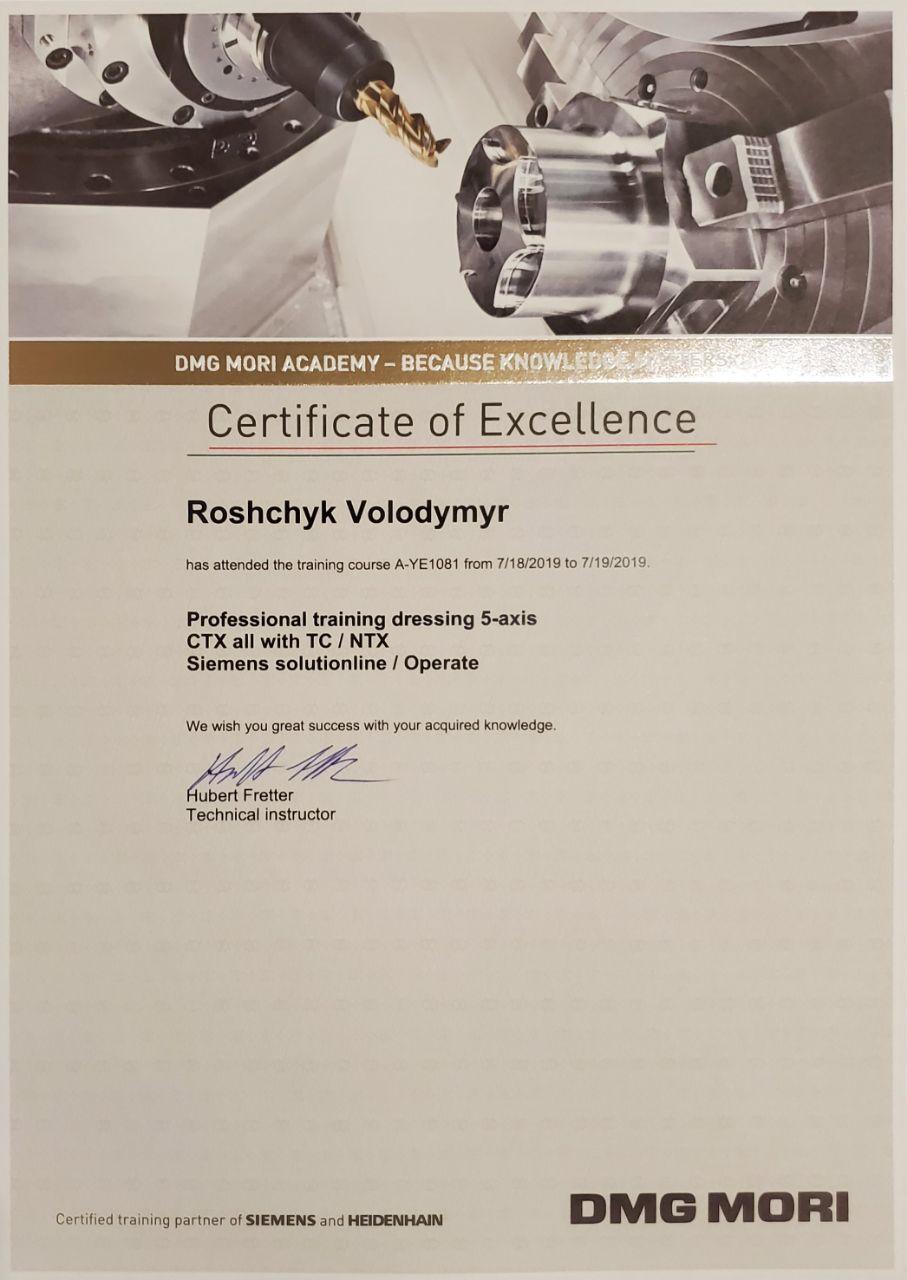 DMG MORI ACADEMY – BECAUSE KNOWLEDGE MATTERS
Certificate of Excellence
Roshchyk Volodymyr
has attended the training course A-YE1081 from 7/18/2019 to 7/19/2019.
Professional training dressing 5-axis
CTX all with TC / NTX
Siemens solutionline / Operate
We wish you great success with your acquired knowledge.
Hubert Fretter
Technical instructor
Certified training partner of SIEMENS and HEIDENHAIN
DMG MORI